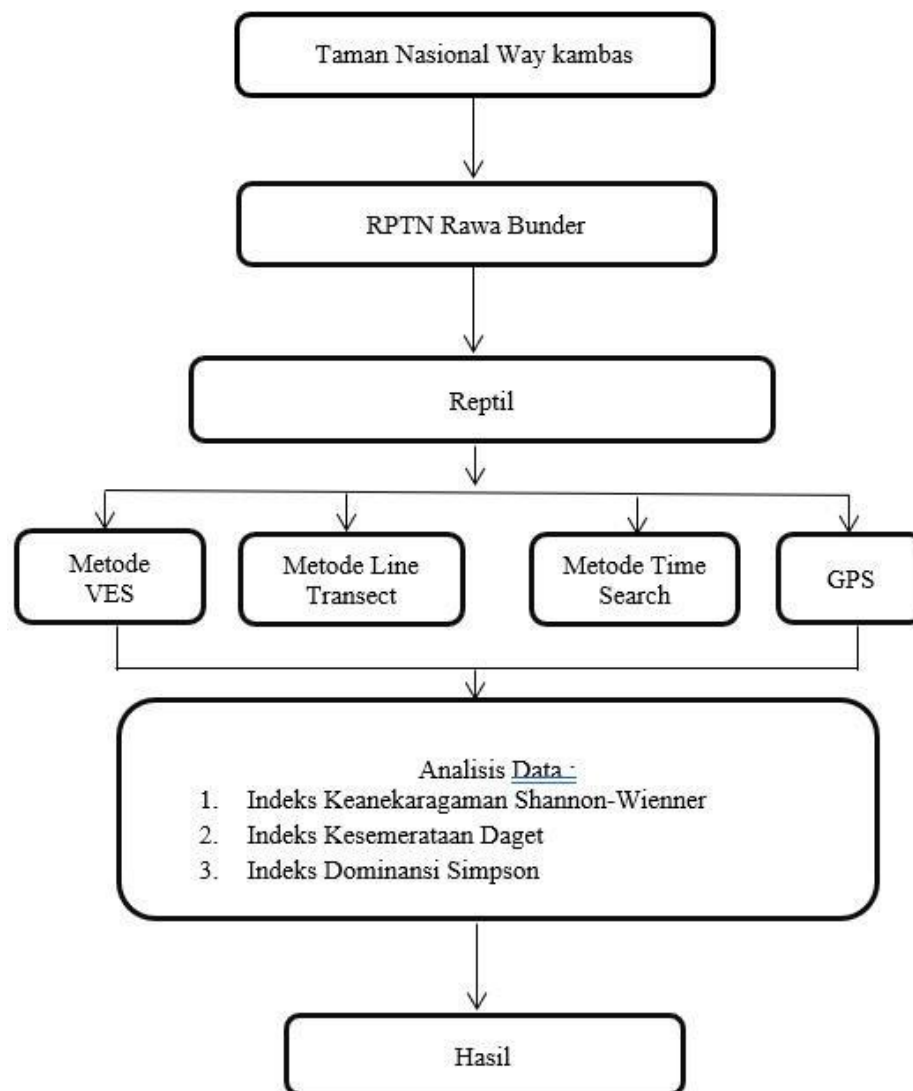 Taman Nasional Way kambas
RPTN Rawa Bunder
Reptil
Metode
VES
Metode Line
Transect
Metode Time
Search
GPS
Analisis Data :
1. Indeks Keanekaragaman Shannon-Wienner
2. Indeks Kesemerataan Daget
3. Indeks Dominansi Simpson
Hasil